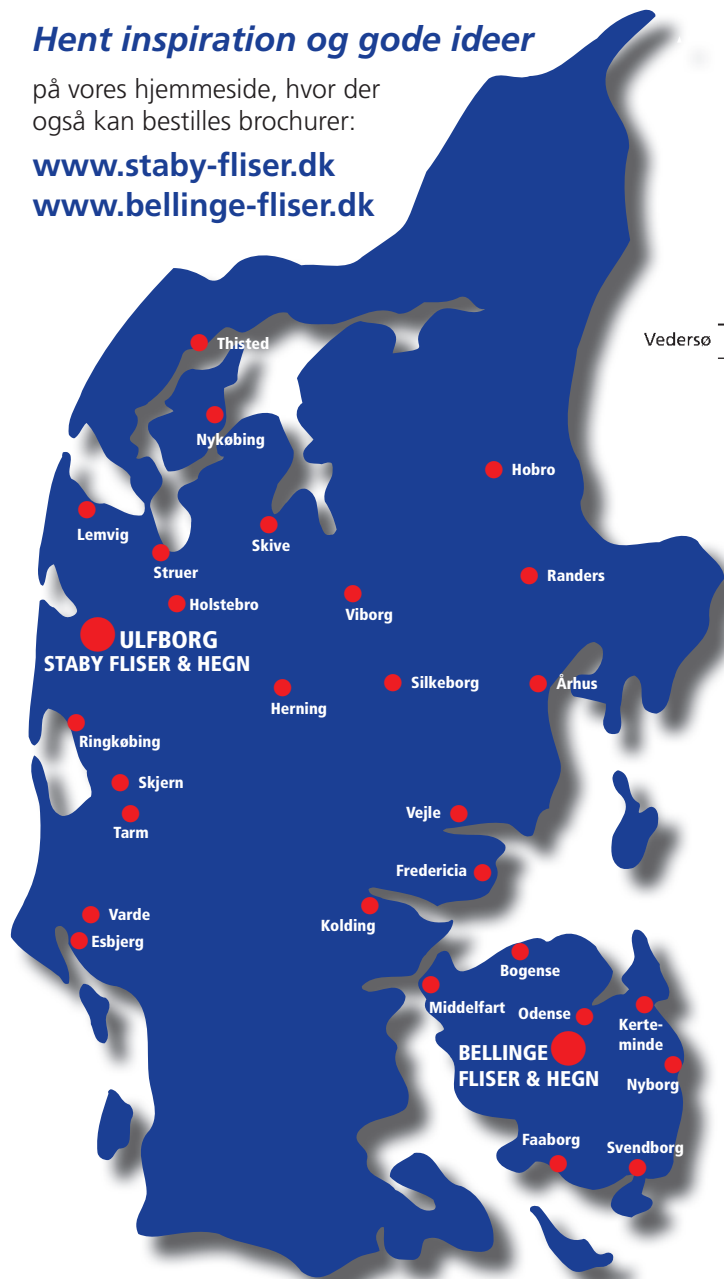 Hent inspiration og gode ideer
på vores hjemmeside, hvor der
også kan bestilles brochurer:
www.staby-fliser.dk
www.bellinge-fliser.dk
Vedersø
Thisted
Nykøbing
Hobro
Lemvig
Skive
Struer
Randers
Holstebro
Viborg
ULFBORG
STABY FLISER & HEGN
Silkeborg
Århus
Herning
Ringkøbing
Skjern
Tarm
Vejle
Fredericia
Varde
Kolding
Esbjerg
Bogense
Middelfart
Odense
Kerte-
minde
BELLINGE
FLISER & HEGN
Nyborg
Faaborg
Svendborg